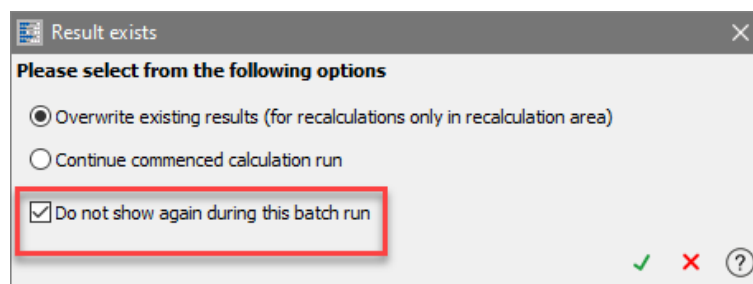 Result exists
Please select from the following options
Overwrite existing results (for recalculations only in recalculation area)
Continue commenced calculation run
Do not show again during this batch run
?